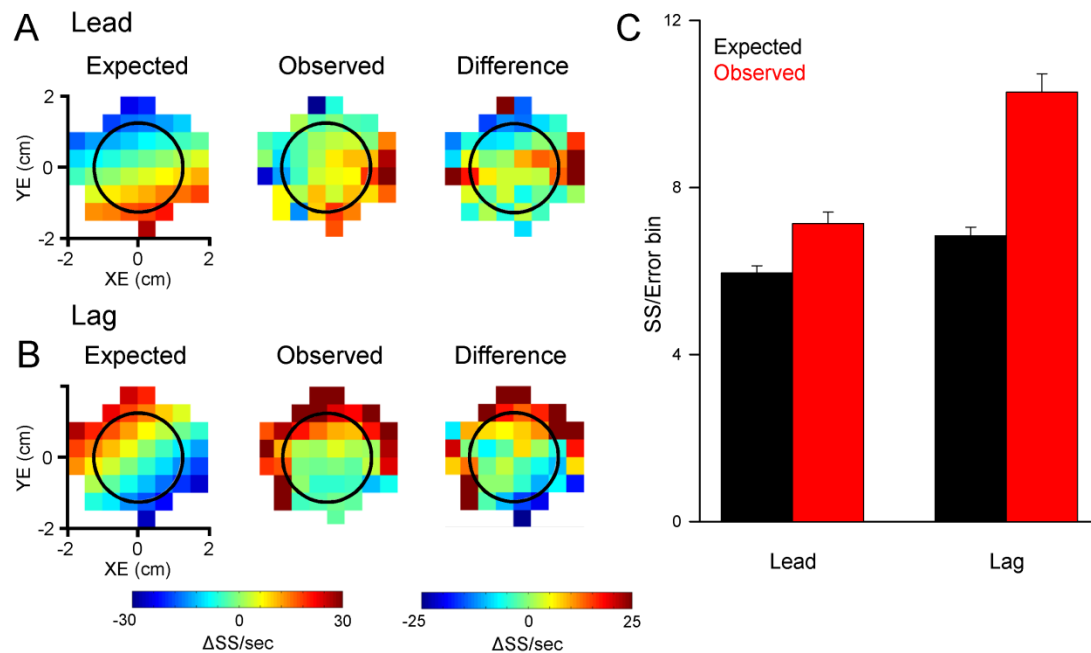 A Lead
Expected Observed Difference
2
0
-2
YE (cm)
-2 0 2
XE (cm)
Lag
B Expected Observed Difference
YE (cm)
0
-2
-2 0 2
XE (cm)
-30 0 30
ΔSS/sec
-25 0 25
ΔSS/sec
C
Expected
Observed
12
8
4
0
SS/Error bin
Lead Lag